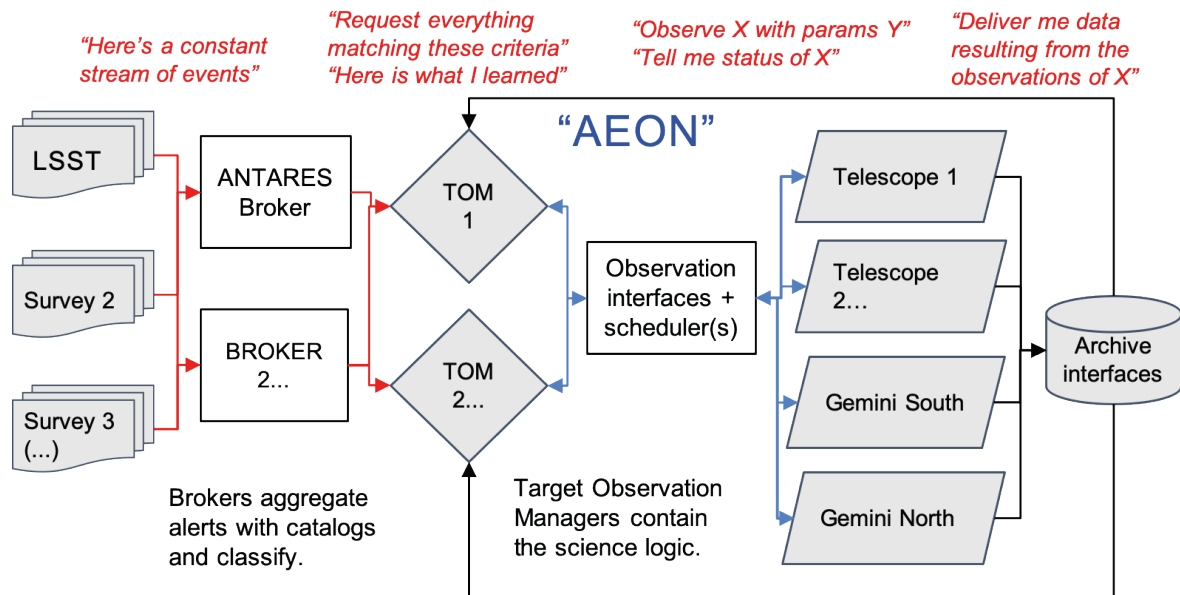 “Here’s a constant
stream of events”
“Request everything
matching these criteria”
“Here is what I learned”
“Observe X with params Y”
“Tell me status of X”
“Deliver me data
resulting from the
observations of X”
“AEON”
LSST
Survey 2
Survey 3
(...)
ANTARES
Broker
BROKER
2...
TOM
1
TOM
2...
Observation
interfaces +
scheduler(s)
Telescope 1
Telescope
2...
Gemini South
Gemini North
Archive
interfaces
Brokers aggregate
alerts with catalogs
and classify.
Target Observation
Managers contain
the science logic.